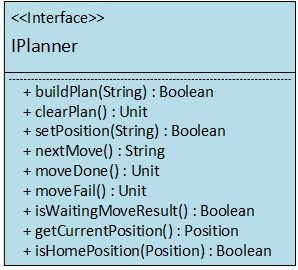 <<Interface>>
IPlanner
+ buildPlan(String) : Boolean
+ clearPlan() : Unit
+ setPosition(String) : Boolean
+ nextMove() : String
+ moveDone() : Unit
+ moveFail() : Unit
+ isWaitingMoveResult() : Boolean
+ getCurrentPosition() : Position
+ isHomePosition(Position) : Boolean